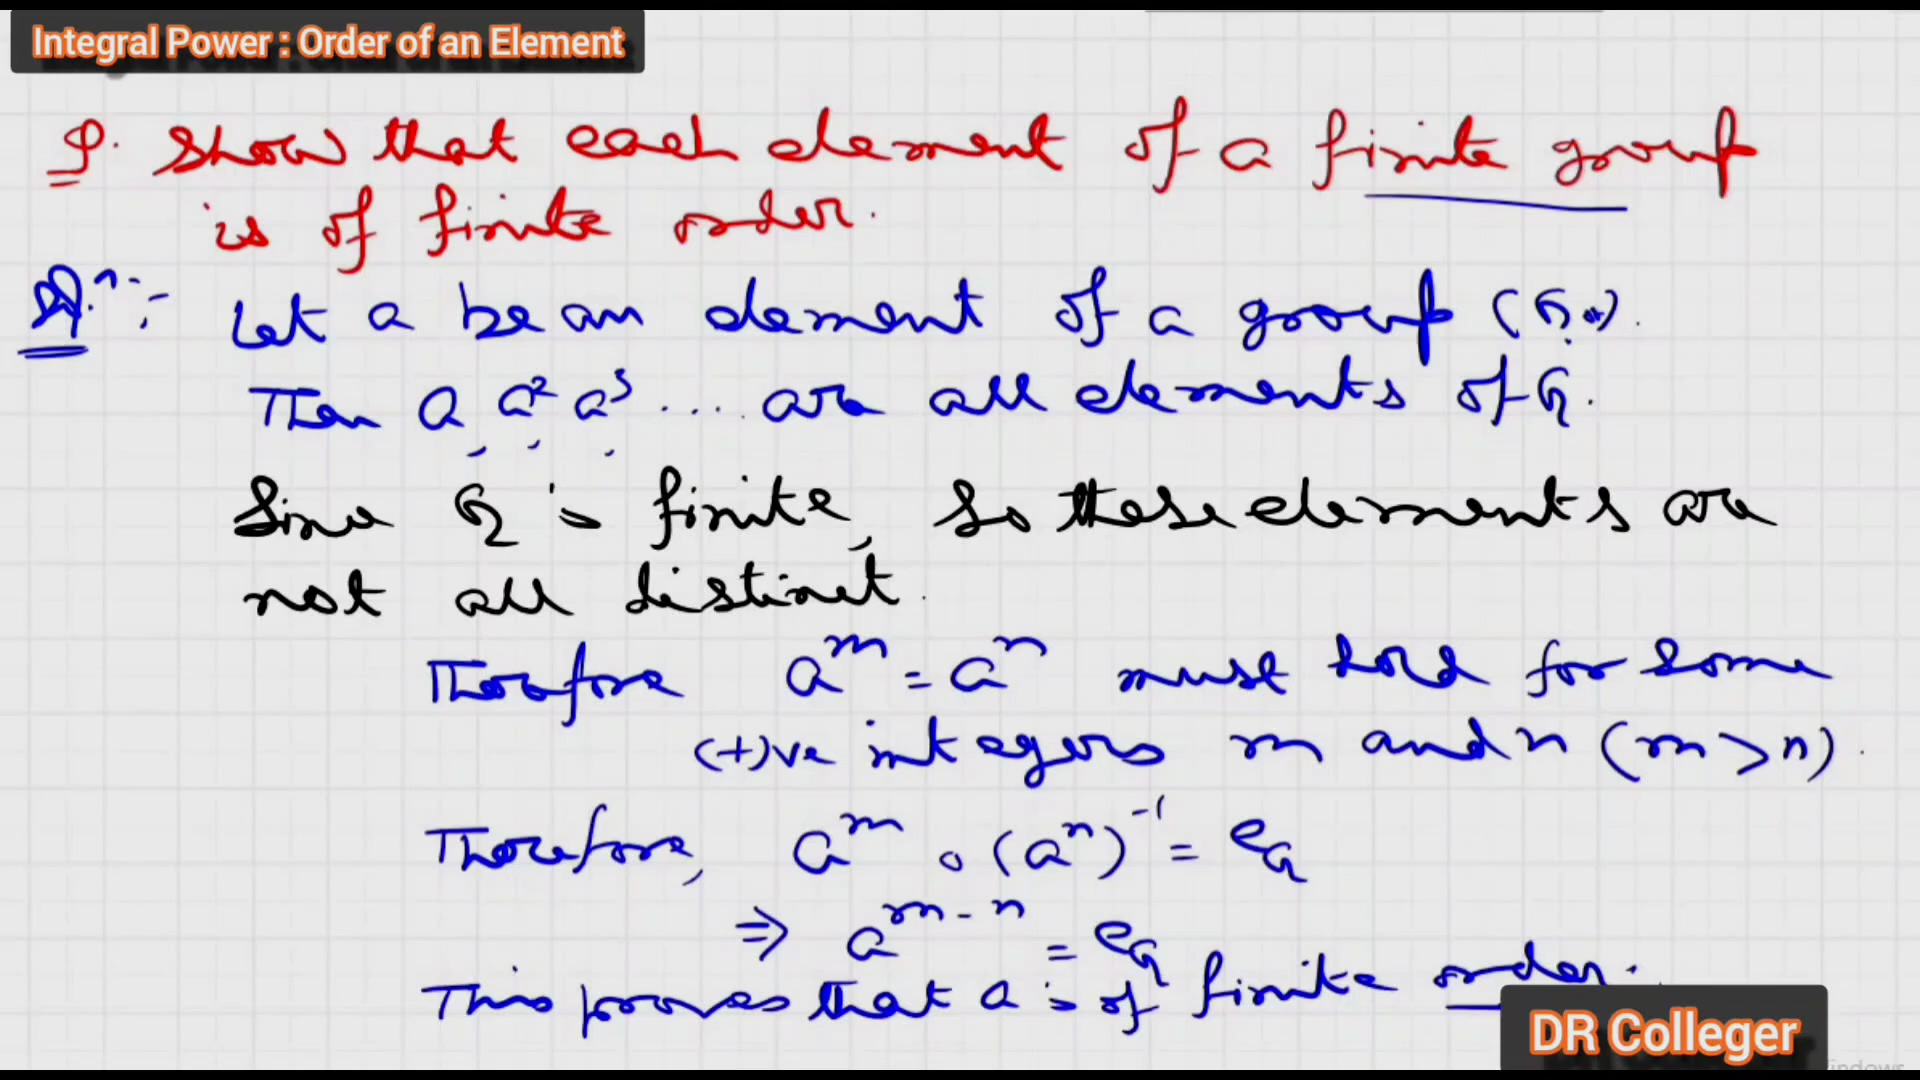 Integral Power : Order of an Element
Q. Show that each element of a finite group
is of finite order.
Solⁿ :- Let a be an element of a group (G, *).
Then a, a², a³, .... are all elements of G.
Since G is finite, so these elements are
not all distinct.
Therefore aᵐ = aⁿ must hold for some
(+)ve integers m and n (m > n).
Therefore, aᵐ ∘ (aⁿ)⁻¹ = e_G
⇒ aᵐ⁻ⁿ = e_G
This proves that a is of finite order.
DR Colleger